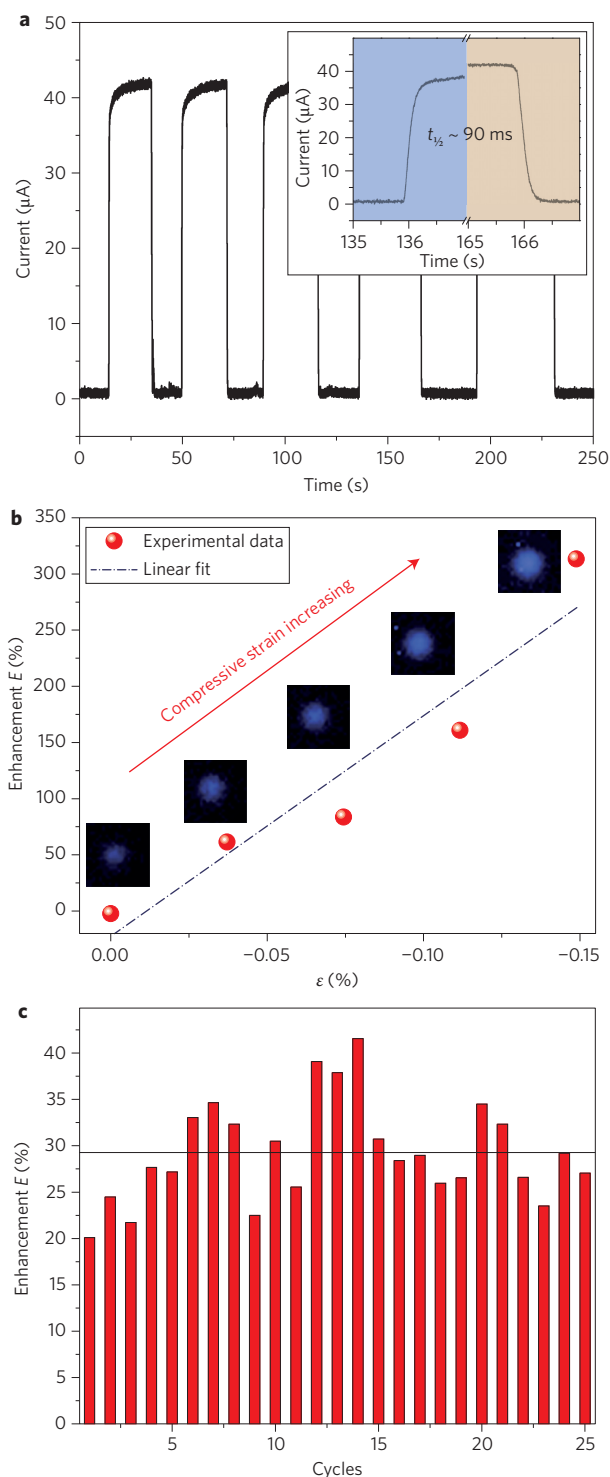 a
50
40
30
20
10
0
Current (µA)
0 50 100 150 200 250
Time (s)
50
40
30
20
10
0
Current (µA)
t½ ~ 90 ms
135 136 165 166
Time (s)
b
350
300
250
200
150
100
50
0
Enhancement E (%)
Experimental data
Linear fit
Compressive strain increasing
0.00 −0.05 −0.10 −0.15
ε (%)
c
40
35
30
25
20
15
10
5
0
Enhancement E (%)
5 10 15 20 25
Cycles